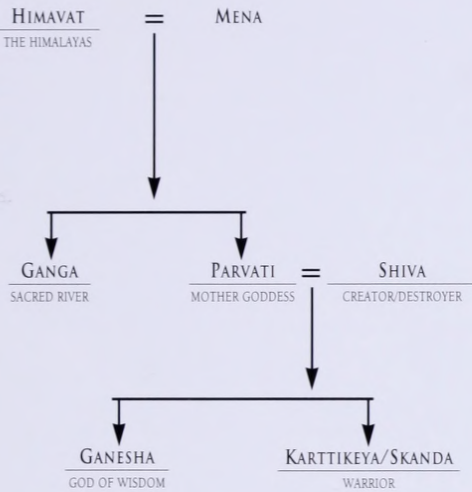 HIMAVAT = MENA
THE HIMALAYAS
GANGA PARVATI = SHIVA
SACRED RIVER MOTHER GODDESS CREATOR/DESTROYER
GANESHA KARTTIKEYA/SKANDA
GOD OF WISDOM WARRIOR